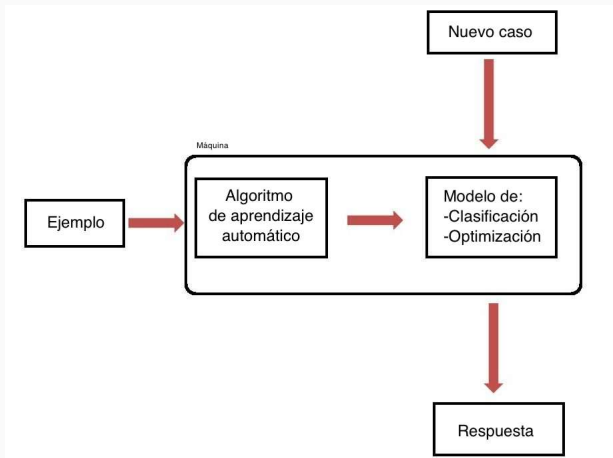 Nuevo caso
Máquina
Ejemplo
Algoritmo
de aprendizaje
automático
Modelo de:
-Clasificación
-Optimización
Respuesta